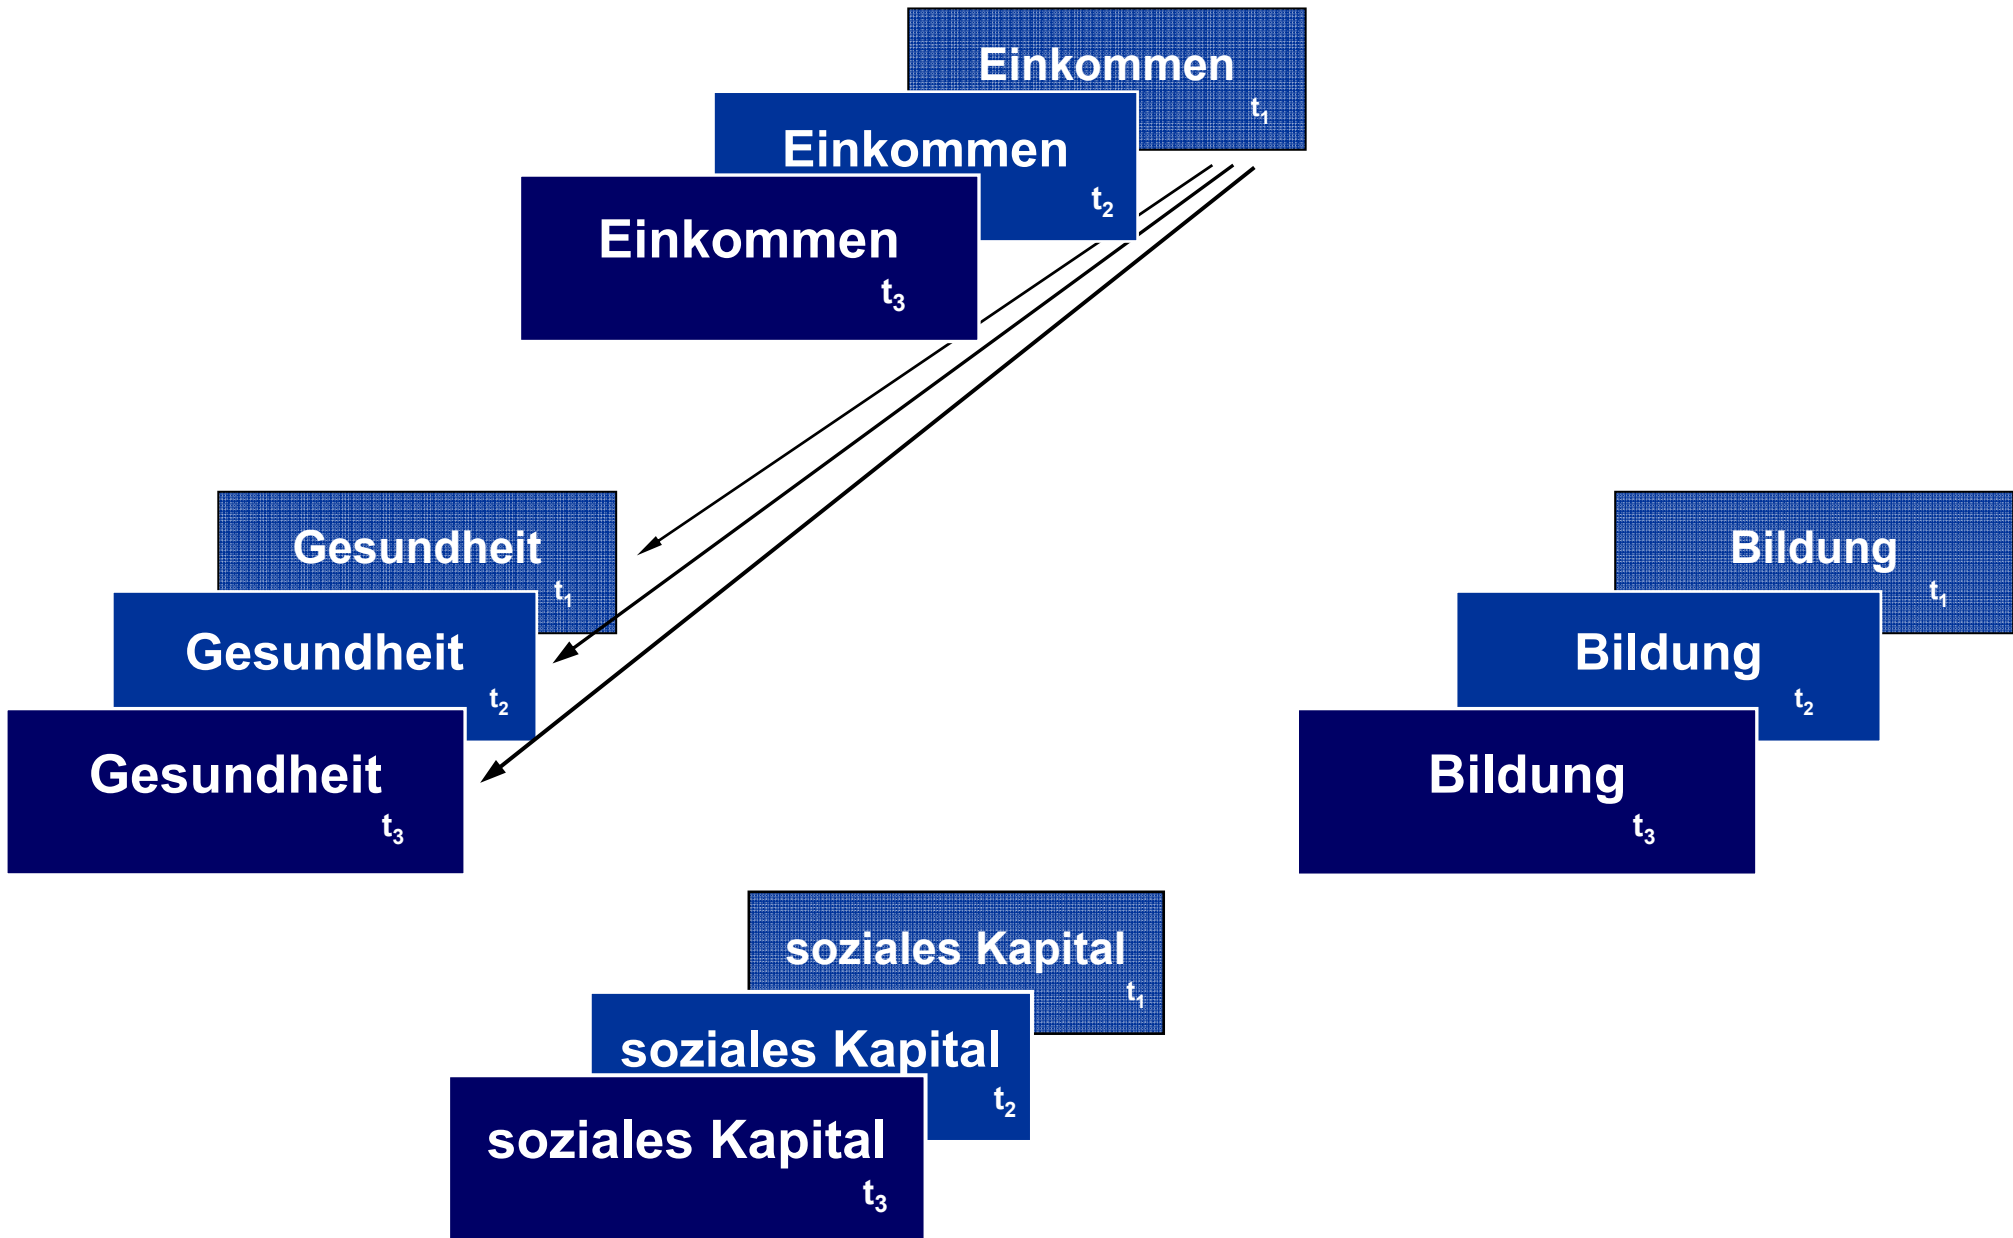 Einkommen
t₁
Einkommen
t₂
Einkommen
t₃
Gesundheit
t₁
Gesundheit
t₂
Gesundheit
t₃
Bildung
t₁
Bildung
t₂
Bildung
t₃
soziales Kapital
t₁
soziales Kapital
t₂
soziales Kapital
t₃